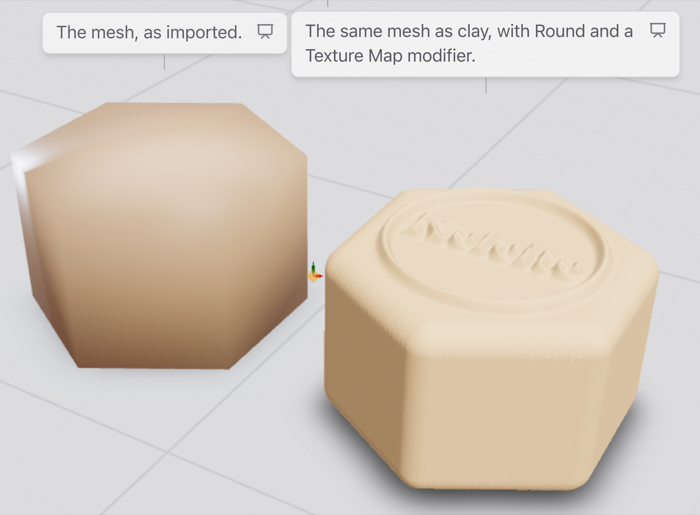 The mesh, as imported.
The same mesh as clay, with Round and a
Texture Map modifier.